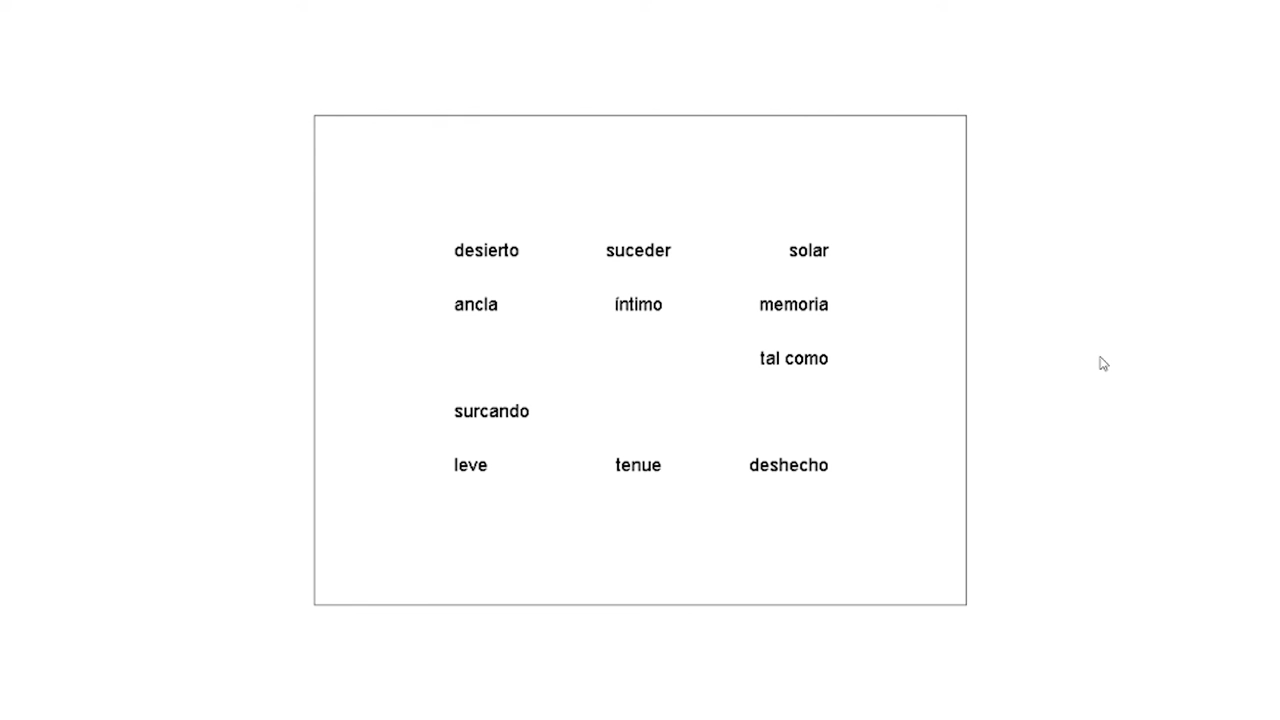 desierto suceder solar
ancla íntimo memoria
tal como
surcando
leve tenue deshecho